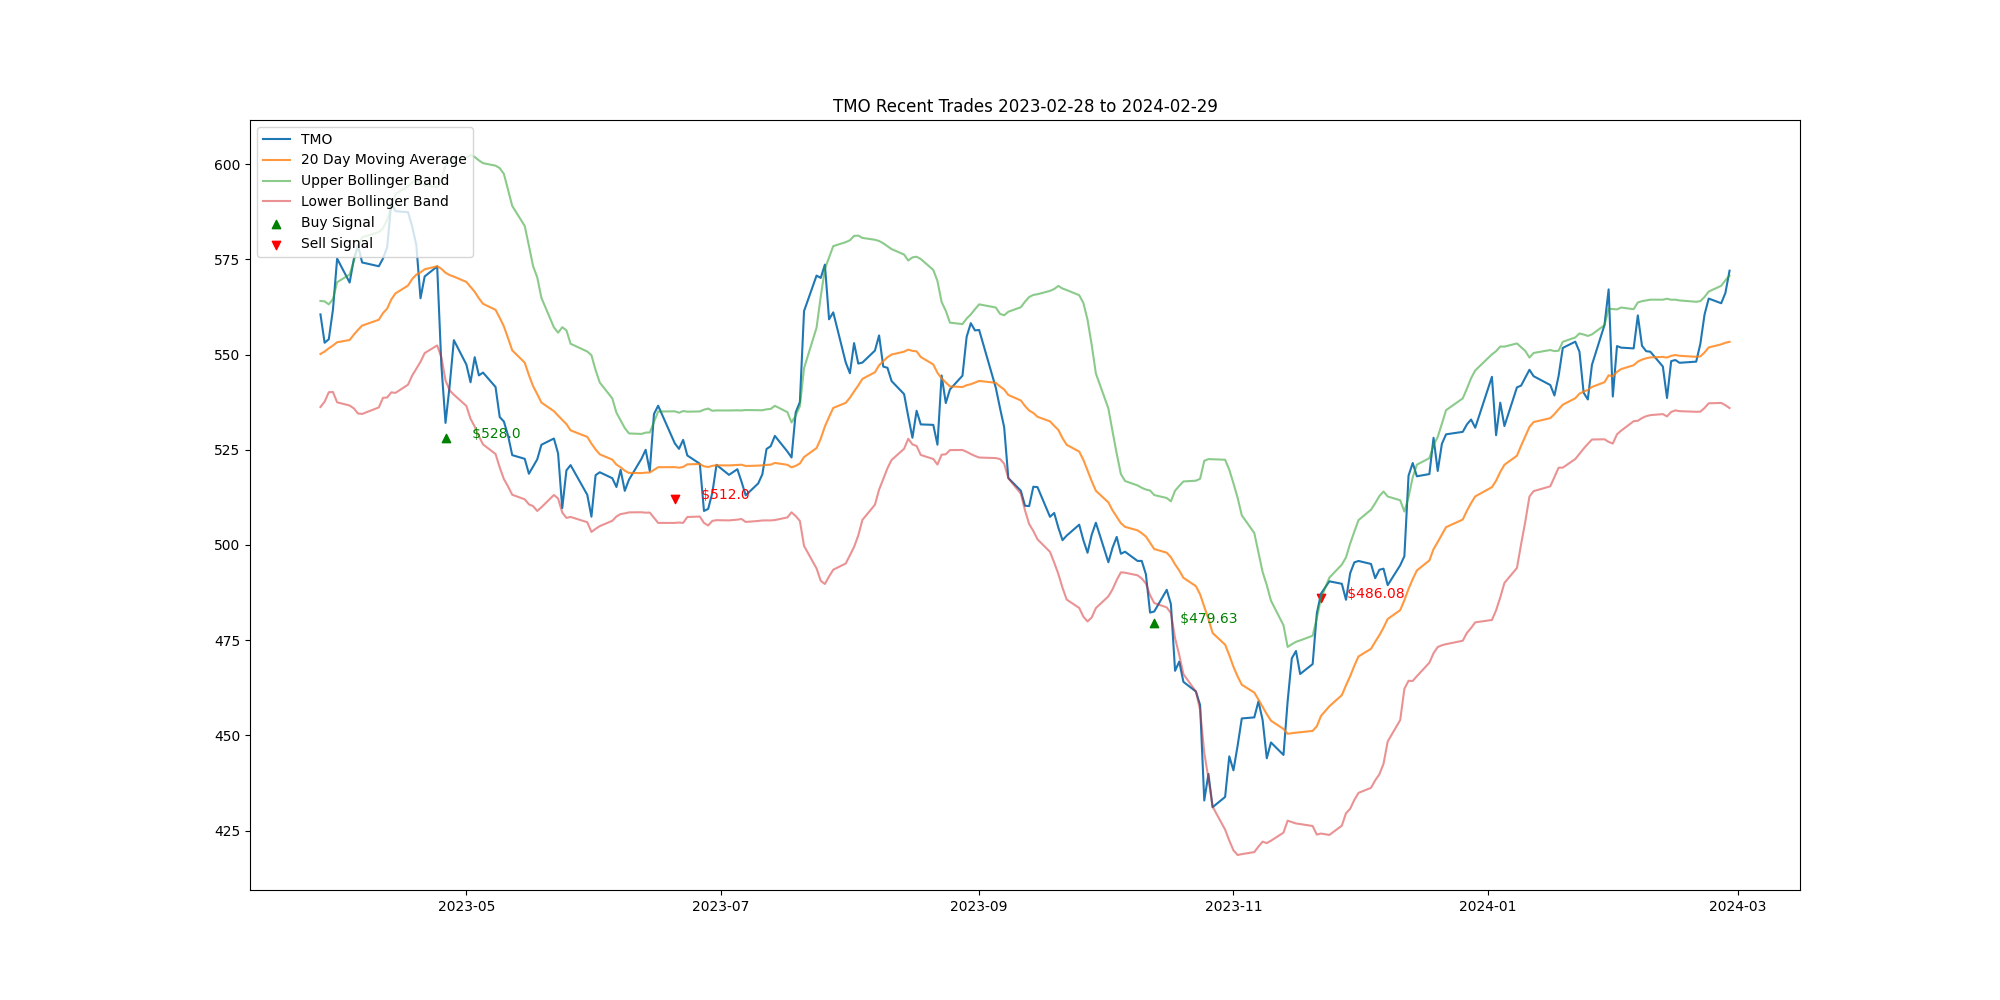 TMO Recent Trades 2023-02-28 to 2024-02-29
TMO
20 Day Moving Average
Upper Bollinger Band
Lower Bollinger Band
Buy Signal
Sell Signal
600
575
550
525
500
475
450
425
$528.0
$512.0
$479.63
$486.08
2023-05
2023-07
2023-09
2023-11
2024-01
2024-03